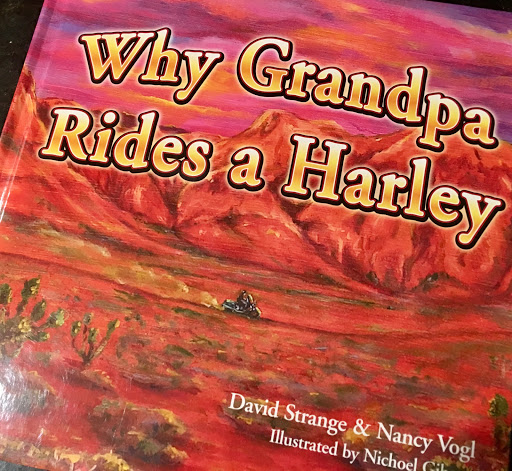 Why Grandpa
Rides a Harley
David Strange & Nancy Vogl
Illustrated by Nichoel